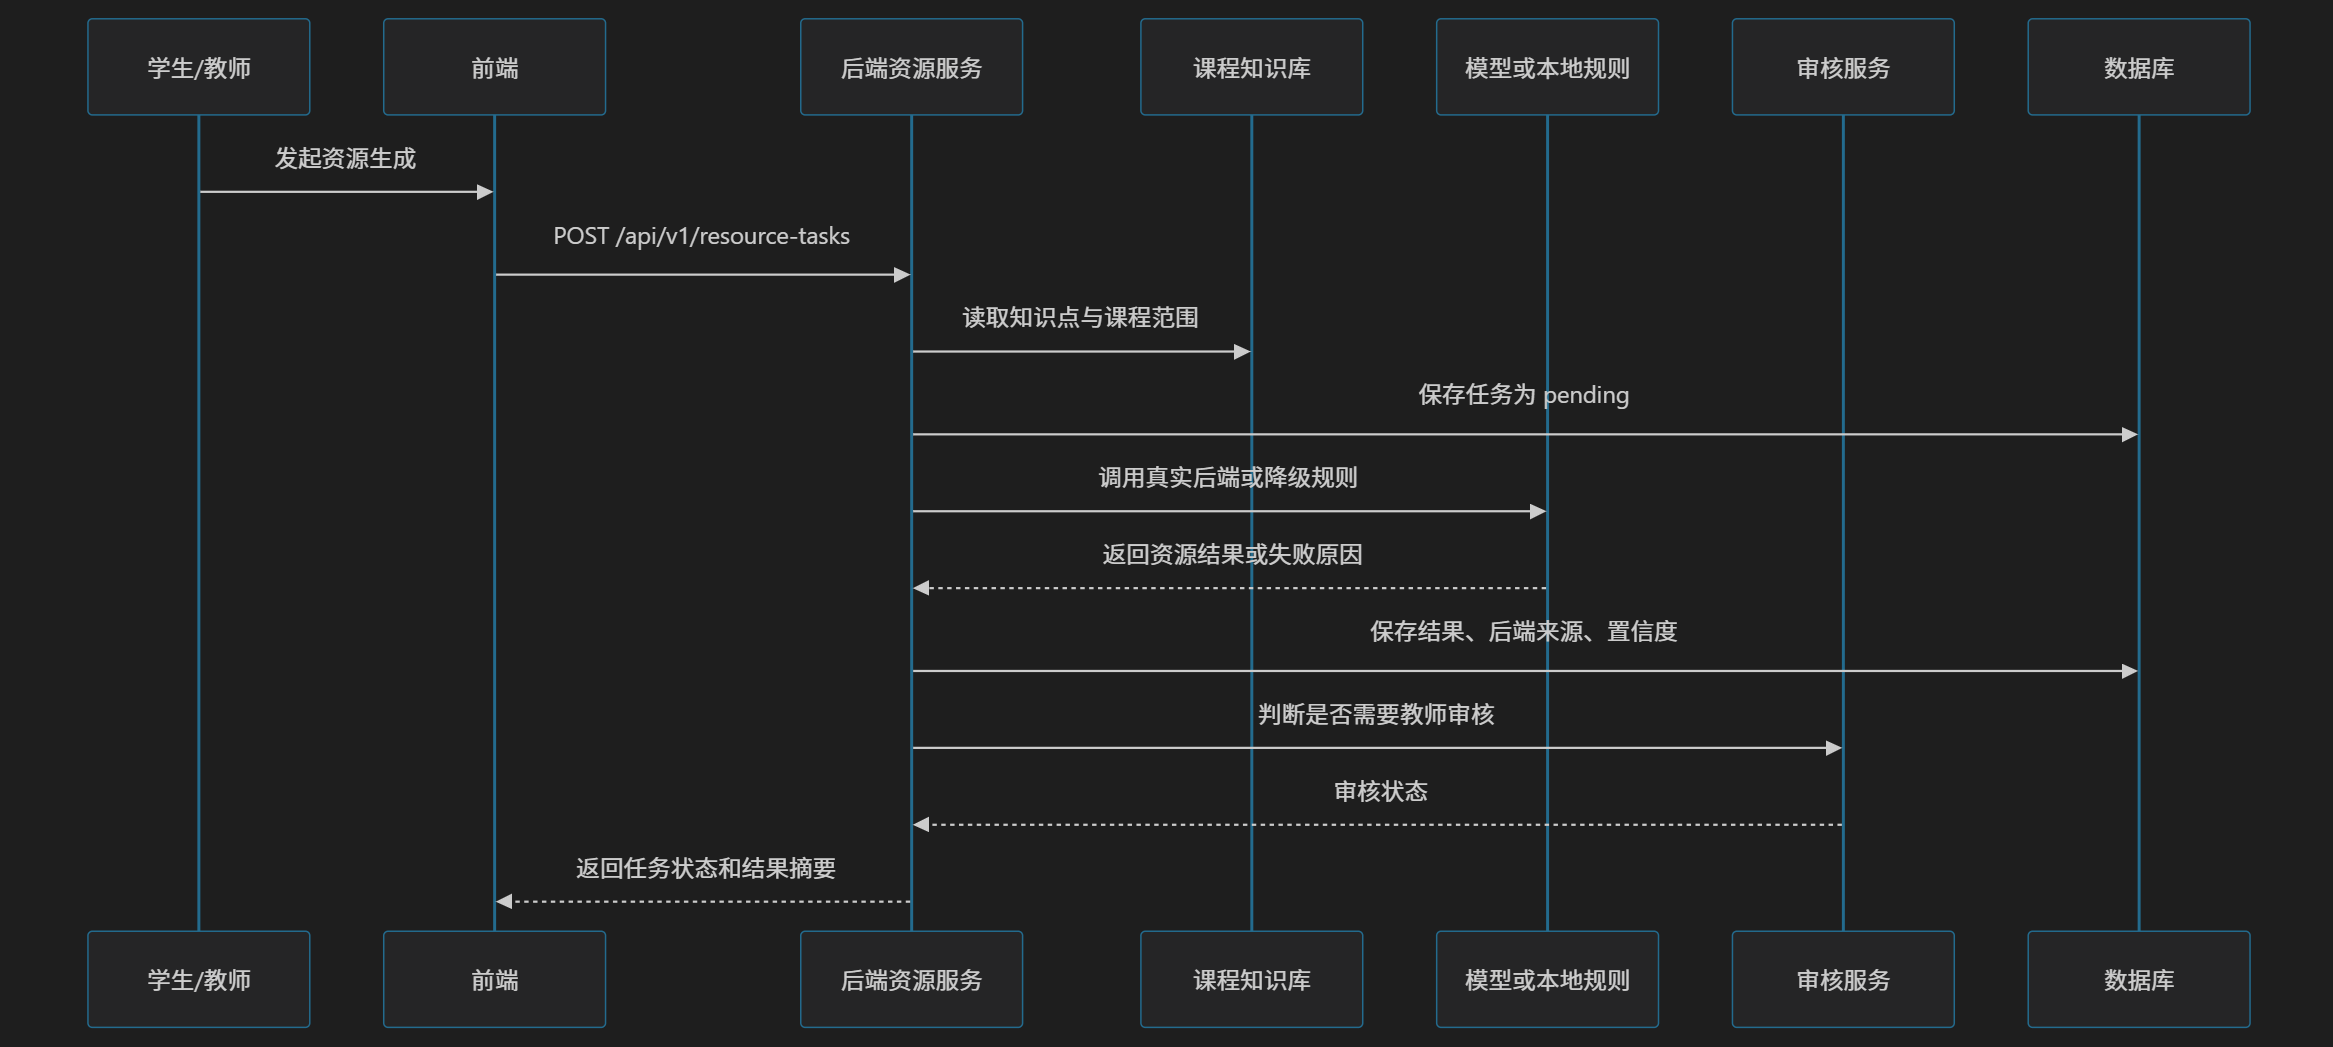 学生/教师
前端
后端资源服务
课程知识库
模型或本地规则
审核服务
数据库
发起资源生成
POST /api/v1/resource-tasks
读取知识点与课程范围
保存任务为 pending
调用真实后端或降级规则
返回资源结果或失败原因
保存结果、后端来源、置信度
判断是否需要教师审核
审核状态
返回任务状态和结果摘要
学生/教师
前端
后端资源服务
课程知识库
模型或本地规则
审核服务
数据库